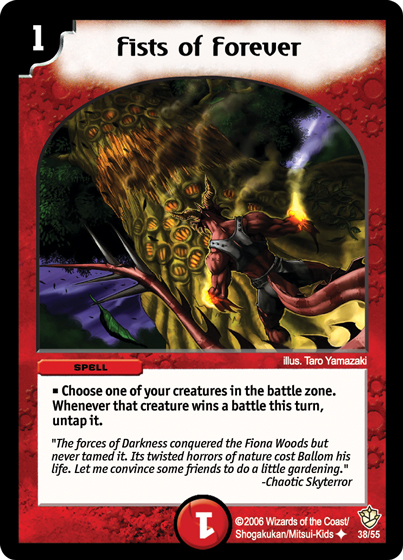 1
Fists of Forever
illus. Taro Yamazaki
SPELL
▪ Choose one of your creatures in the battle zone.
Whenever that creature wins a battle this turn,
untap it.
"The forces of Darkness conquered the Fiona Woods but
never tamed it. Its twisted horrors of nature cost Ballom his
life. Let me convince some friends to do a little gardening."
-Chaotic Skyterror
1
©2006 Wizards of the Coast/
Shogakukan/Mitsui-Kids ✦ 38/55